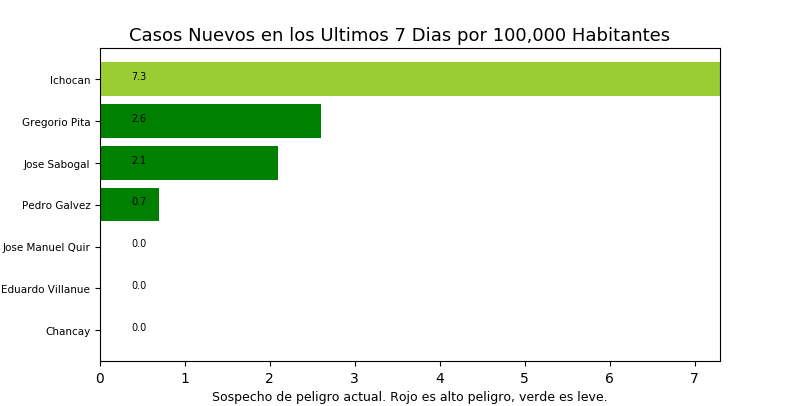 Casos Nuevos en los Ultimos 7 Dias por 100,000 Habitantes
Ichocan 7.3
Gregorio Pita 2.6
Jose Sabogal 2.1
Pedro Galvez 0.7
Jose Manuel Quir 0.0
Eduardo Villanue 0.0
Chancay 0.0
0 1 2 3 4 5 6 7
Sospecho de peligro actual. Rojo es alto peligro, verde es leve.